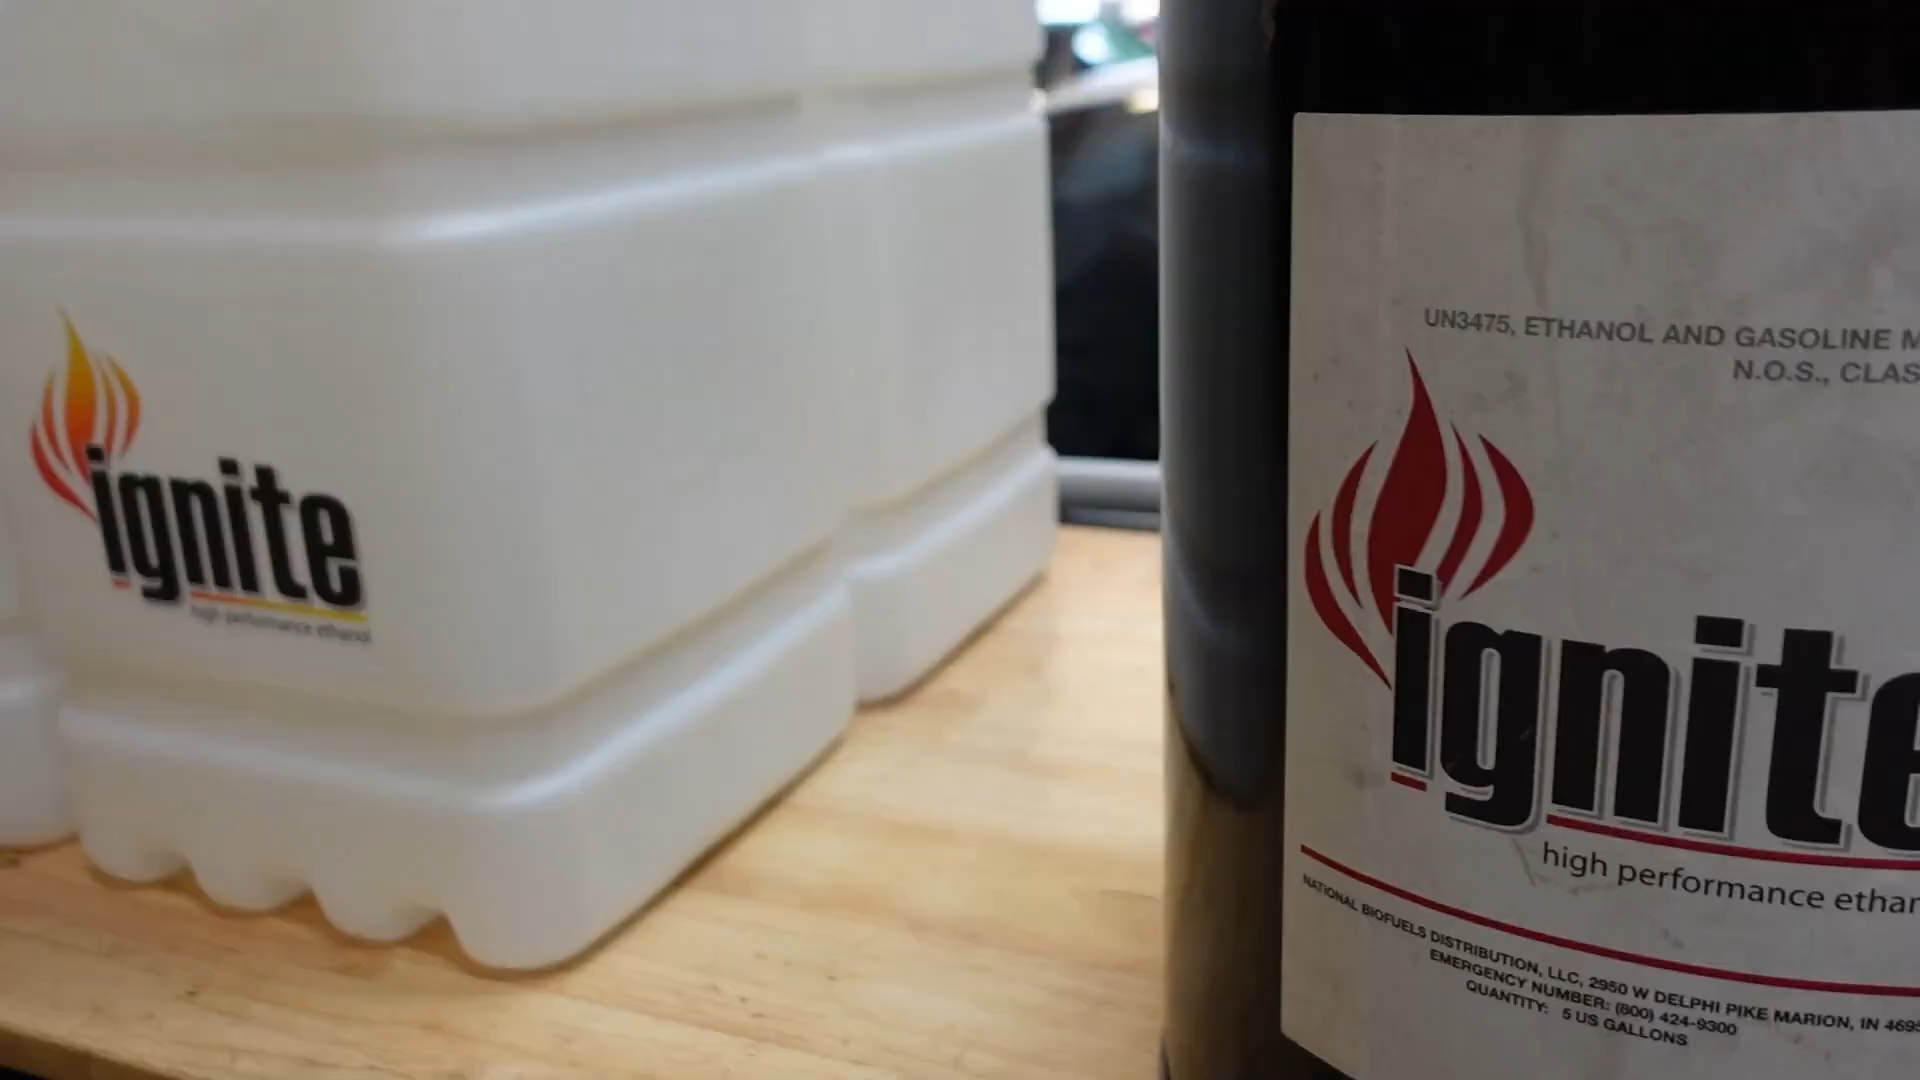 ignite
high performance ethanol
UN3475, ETHANOL AND GASOLINE M
N.O.S., CLAS
ignite
high performance ethan
NATIONAL BIOFUELS DISTRIBUTION, LLC, 2950 W DELPHI PIKE MARION, IN 4695
EMERGENCY NUMBER: (800) 424-9300
QUANTITY: 5 US GALLONS